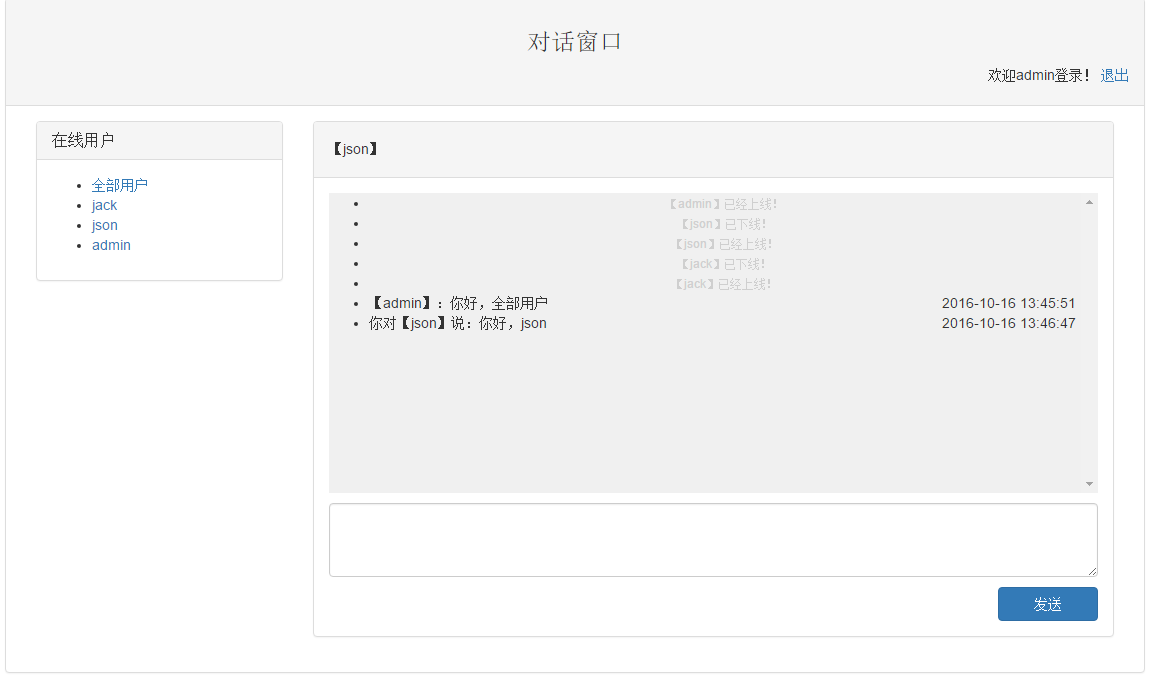 对话窗口
欢迎admin登录！ 退出
在线用户
全部用户
jack
json
admin
【json】
【admin】已经上线！
【json】已下线！
【json】已经上线！
【jack】已下线！
【jack】已经上线！
【admin】：你好，全部用户 2016-10-16 13:45:51
你对【json】说：你好，json 2016-10-16 13:46:47
发送